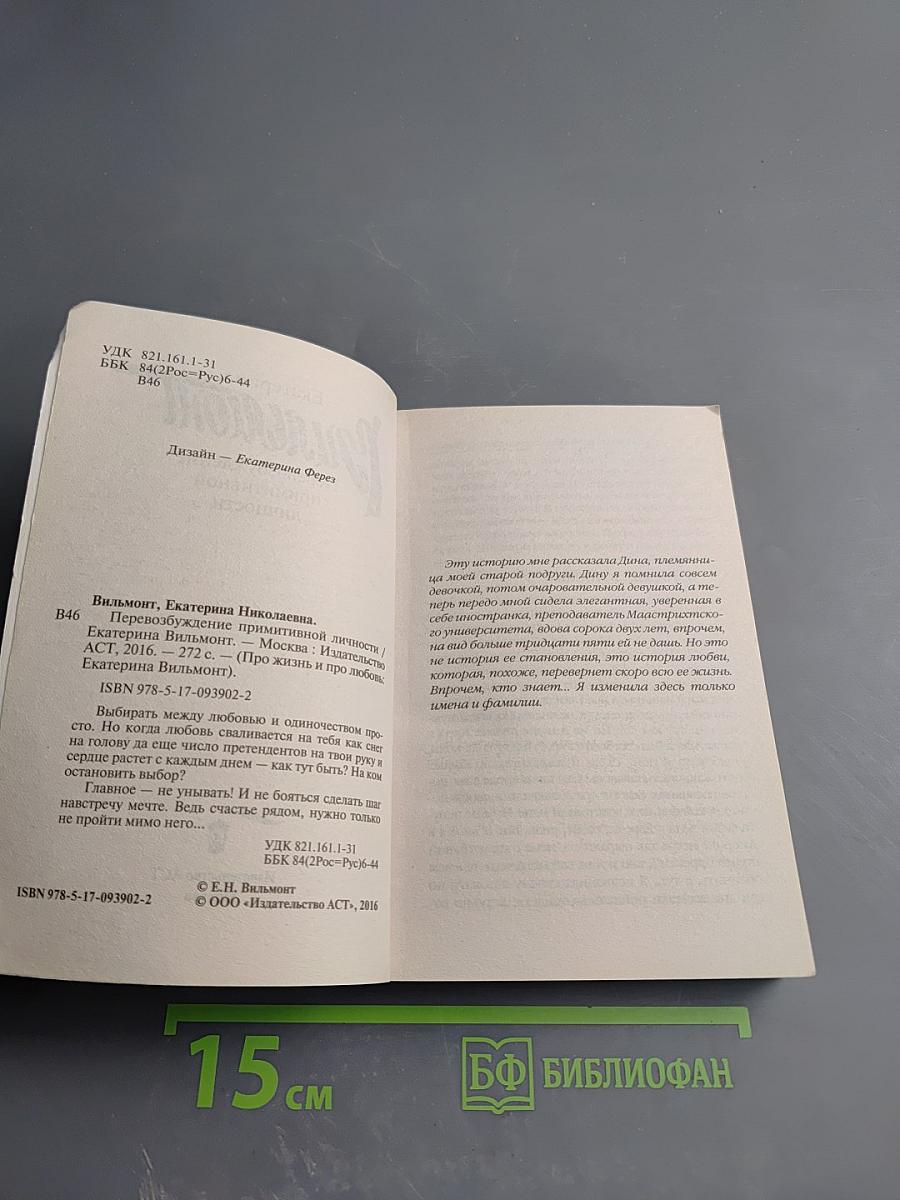 УДК 821.161.1-31
ББК 84(2Рос=Рус)6-44
В46
Дизайн — Екатерина Ферез
Вильмонт, Екатерина Николаевна.
В46 Перевозбуждение примитивной личности /
Екатерина Вильмонт. — Москва : Издательство
АСТ, 2016. — 272 с. — (Про жизнь и про любовь:
Екатерина Вильмонт).
ISBN 978-5-17-093902-2
Выбирать между любовью и одиночеством про-
сто. Но когда любовь сваливается на тебя как снег
на голову да еще число претендентов на твои руку и
сердце растет с каждым днем — как тут быть? На ком
остановить выбор?
Главное — не унывать! И не бояться сделать шаг
навстречу мечте. Ведь счастье рядом, нужно только
не пройти мимо него...
УДК 821.161.1-31
ББК 84(2Рос=Рус)6-44
ISBN 978-5-17-093902-2
© Е.Н. Вильмонт
© ООО «Издательство АСТ», 2016
Эту историю мне рассказала Дина, племянни-
ца моей старой подруги. Дину я помнила совсем
девочкой, потом очаровательной девушкой, а те-
перь передо мной сидела элегантная, уверенная в
себе иностранка, преподаватель Маастрихтско-
го университета, вдова сорока двух лет, впрочем,
на вид больше тридцати пяти ей не дашь. Но это
не история ее становления, это история любви,
которая, похоже, перевернет скоро всю ее жизнь.
Впрочем, кто знает... Я изменила здесь только
имена и фамилии.
15 см
БФ БИБЛИОФАН